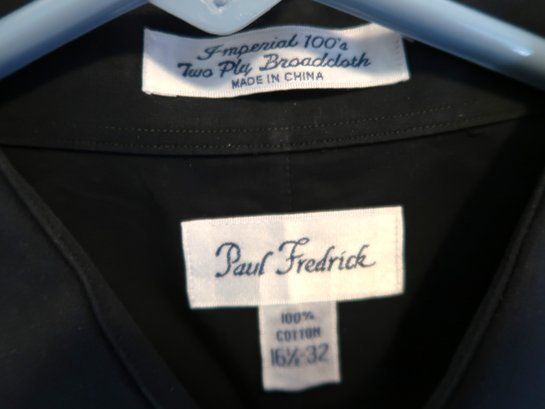 Imperial 100's
Two Ply Broadcloth
MADE IN CHINA
Paul Fredrick
100%
COTTON
16½-32